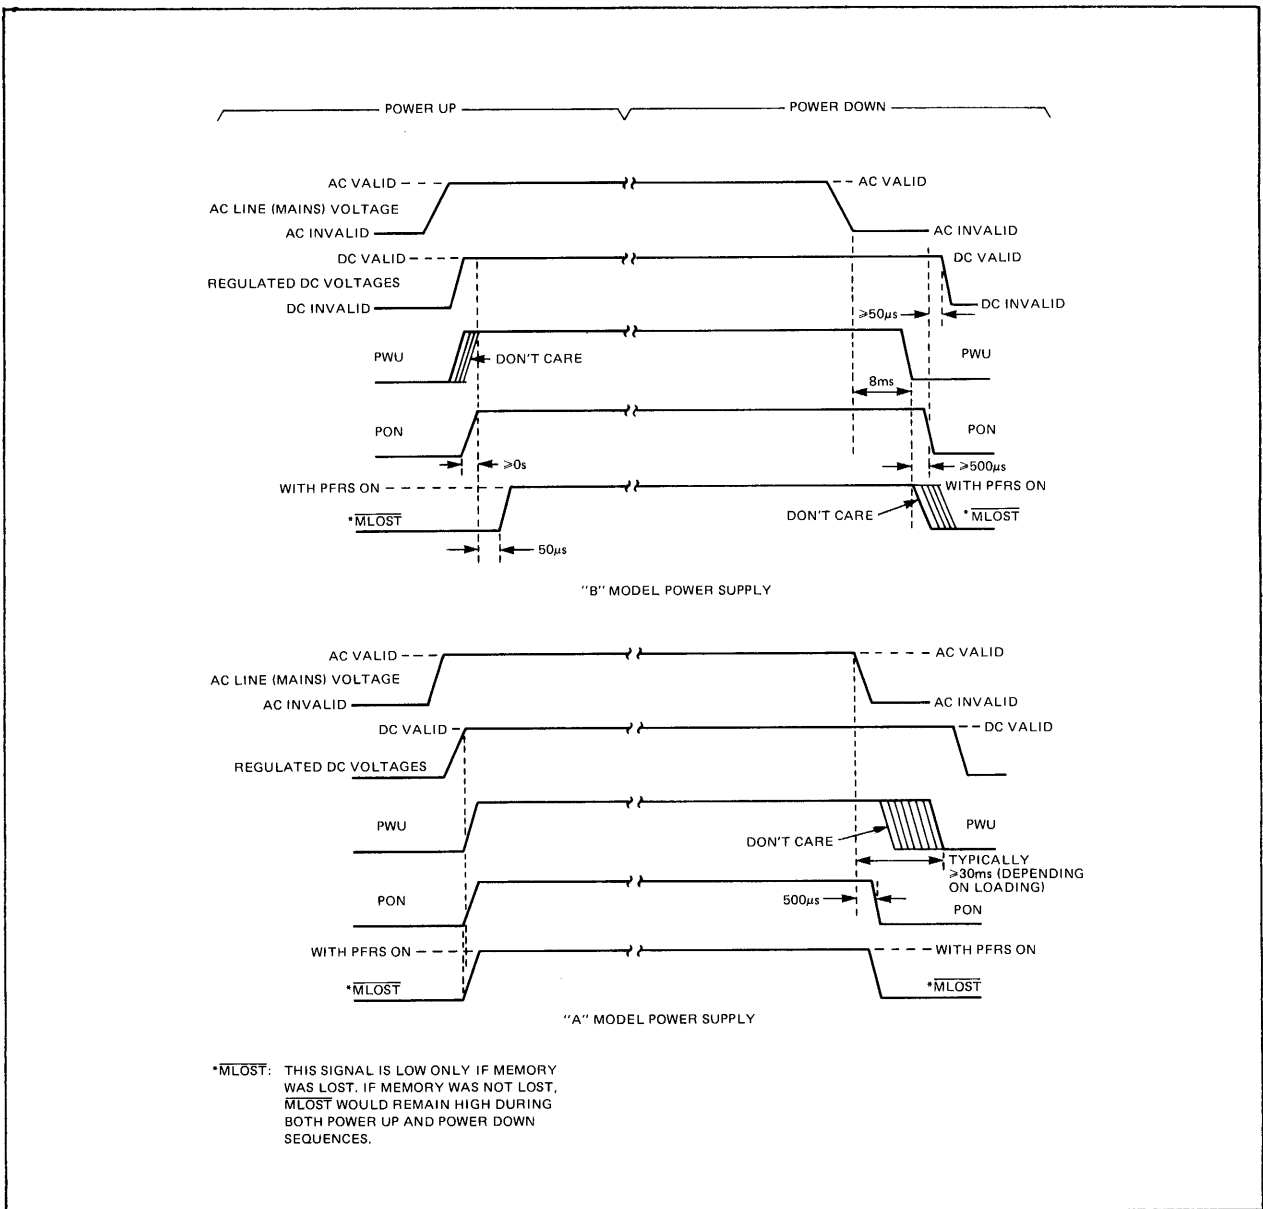 POWER UP
POWER DOWN
AC VALID
AC VALID
AC LINE (MAINS) VOLTAGE
AC INVALID
AC INVALID
DC VALID
DC VALID
REGULATED DC VOLTAGES
DC INVALID
DC INVALID
≥50μs
PWU
DON'T CARE
PWU
8ms
PON
PON
≥0s
≥500μs
WITH PFRS ON
WITH PFRS ON
*MLOST
DON'T CARE
*MLOST
50μs
"B" MODEL POWER SUPPLY
AC VALID
AC VALID
AC LINE (MAINS) VOLTAGE
AC INVALID
AC INVALID
DC VALID
DC VALID
REGULATED DC VOLTAGES
PWU
PWU
DON'T CARE
TYPICALLY
≥30ms (DEPENDING
ON LOADING)
PON
500μs
PON
WITH PFRS ON
WITH PFRS ON
*MLOST
*MLOST
"A" MODEL POWER SUPPLY
*MLOST: THIS SIGNAL IS LOW ONLY IF MEMORY
WAS LOST. IF MEMORY WAS NOT LOST,
MLOST WOULD REMAIN HIGH DURING
BOTH POWER UP AND POWER DOWN
SEQUENCES.